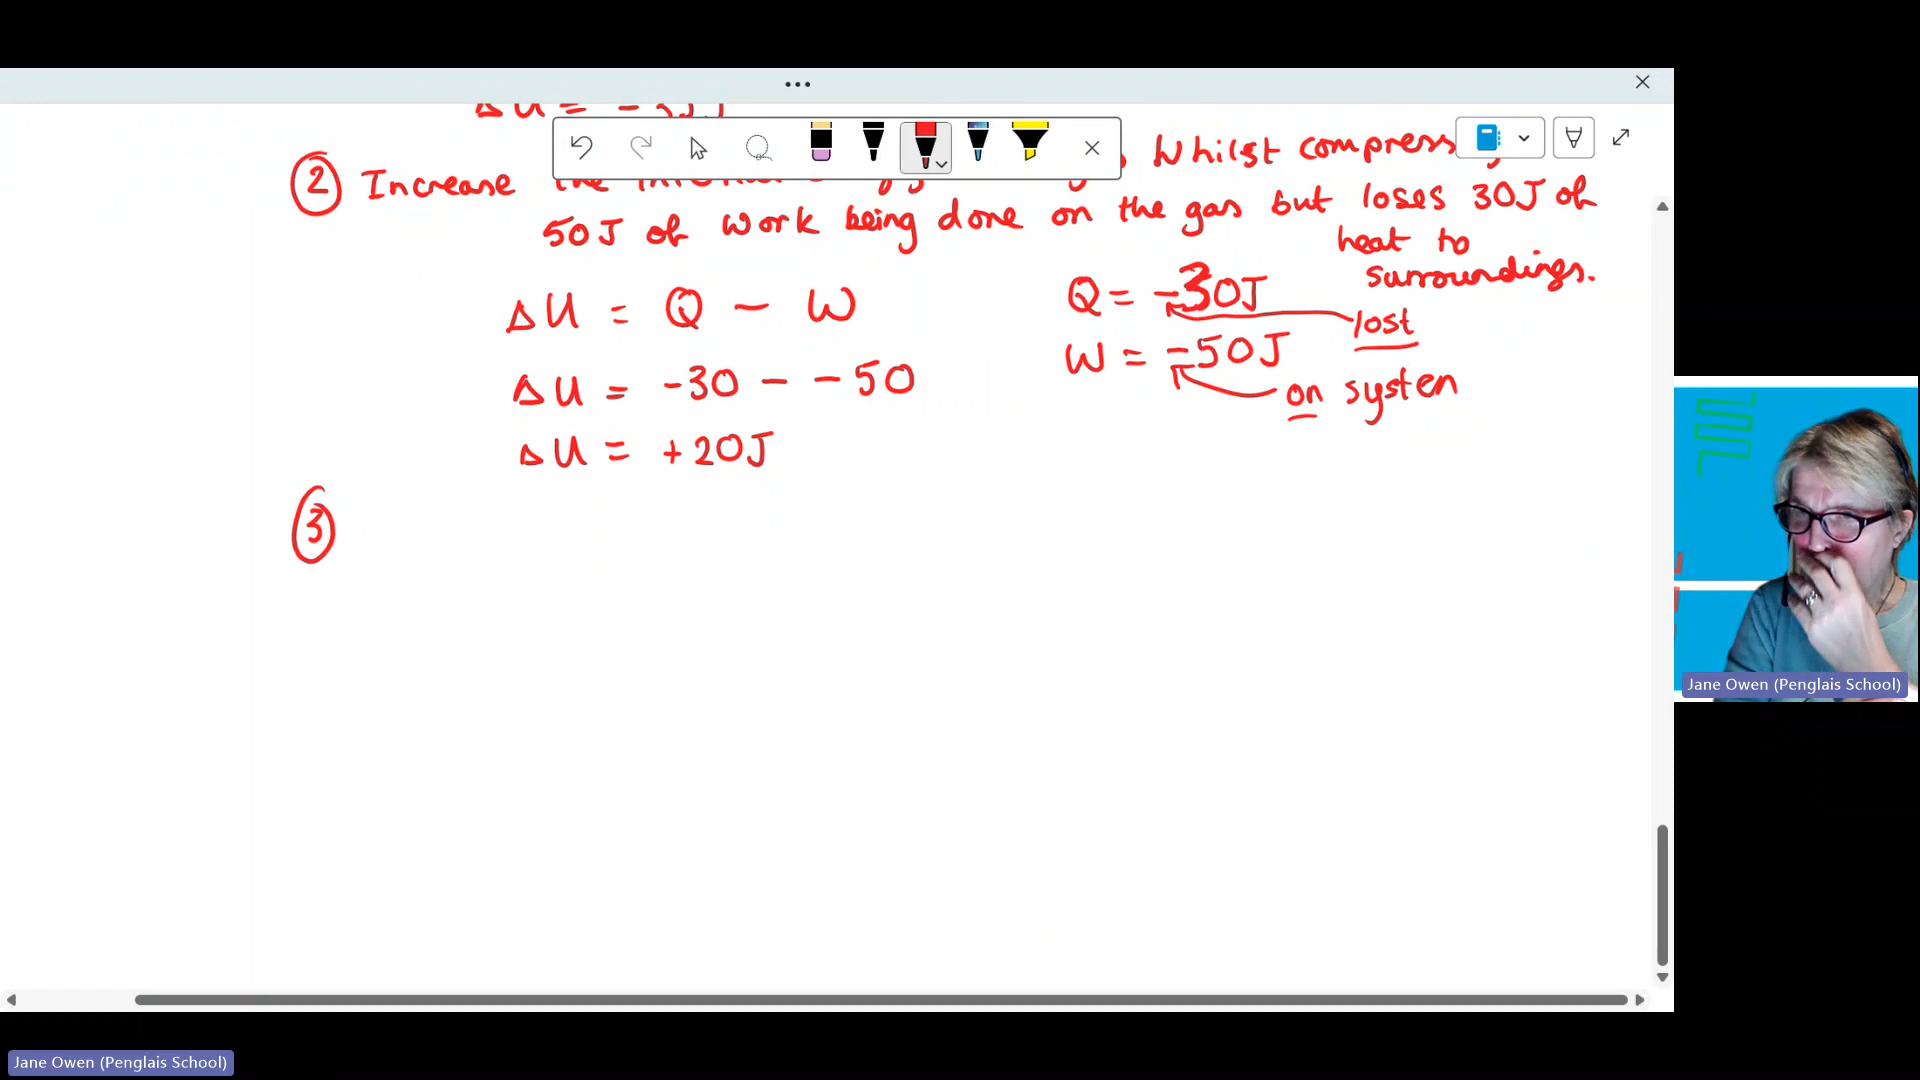 ② Increase the internal
Whilst compress
50J of work being done on the gas but loses 30J of
heat to
surroundings.
ΔU = Q - W
Q = -30J
lost
W = -50J
on system
ΔU = -30 - -50
ΔU = +20J
③
Jane Owen (Penglais School)
Jane Owen (Penglais School)